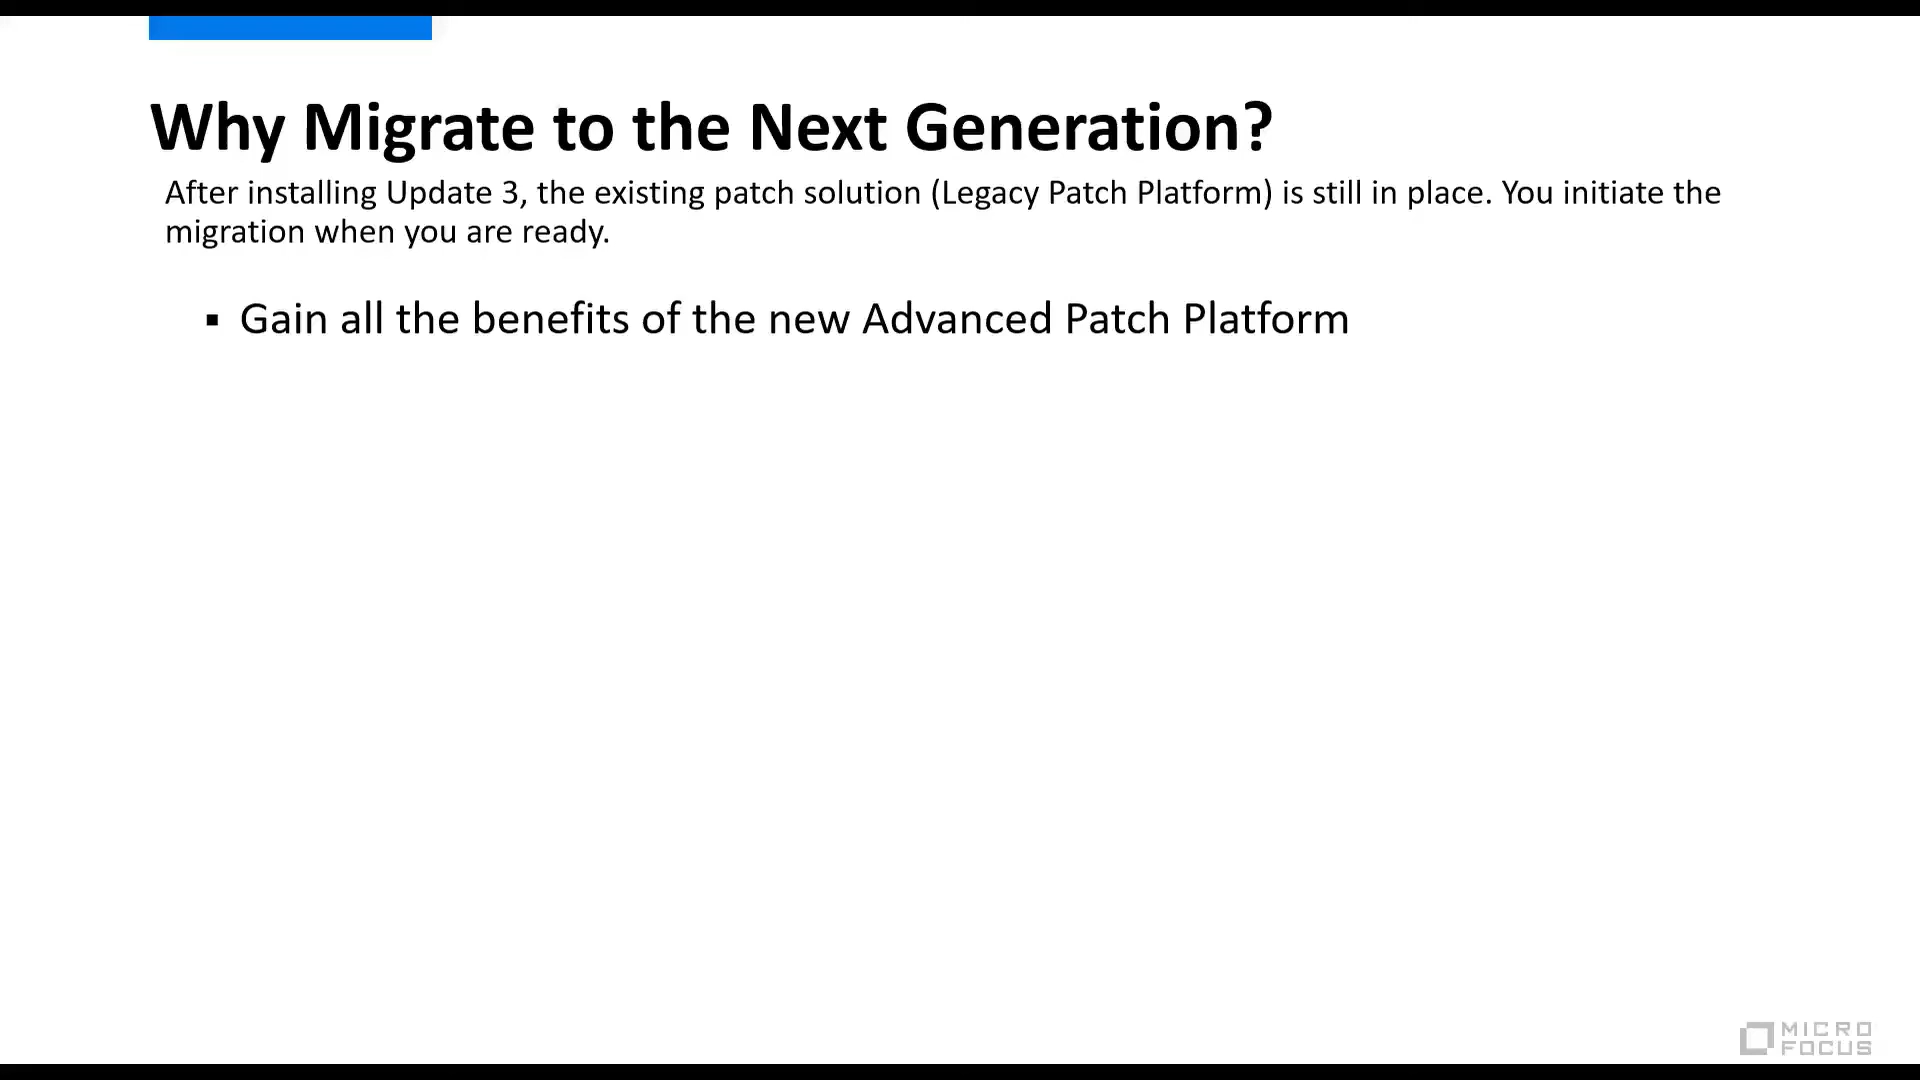 Why Migrate to the Next Generation?
After installing Update 3, the existing patch solution (Legacy Patch Platform) is still in place. You initiate the
migration when you are ready.
▪ Gain all the benefits of the new Advanced Patch Platform
MICRO
FOCUS